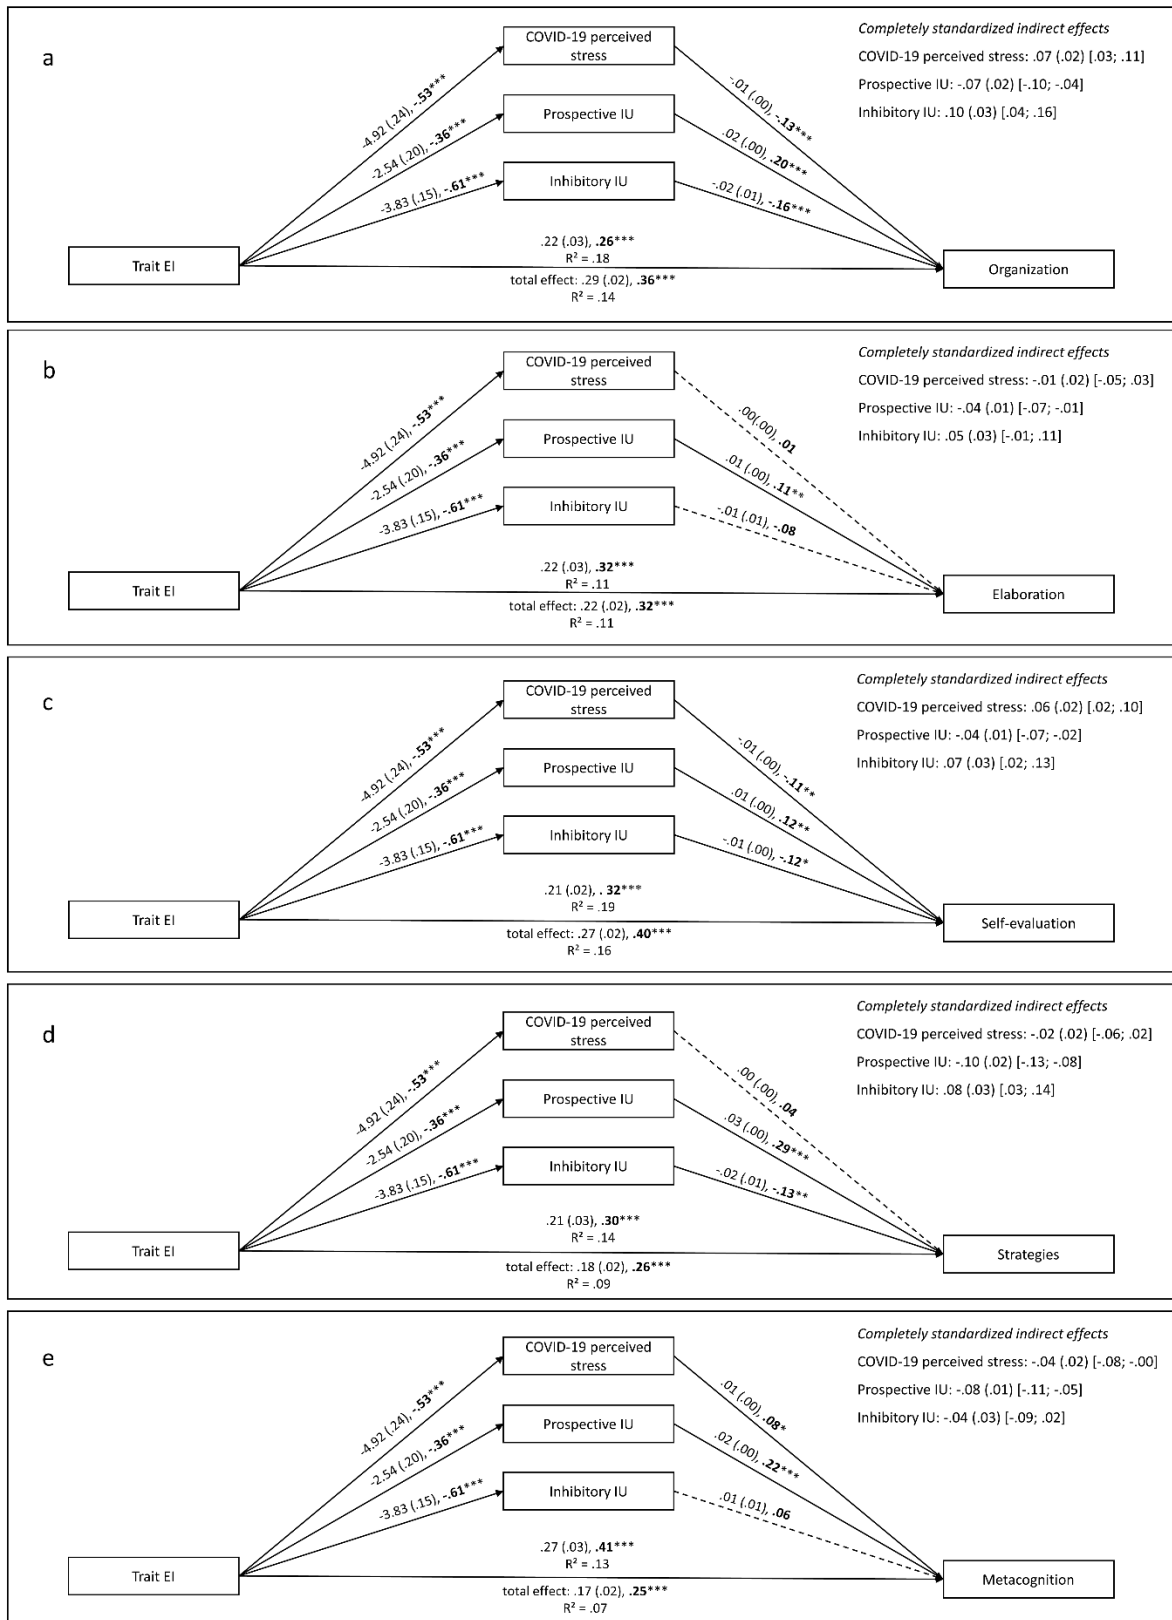 a
COVID-19 perceived
stress
Prospective IU
Inhibitory IU
Trait EI
Organization
-4.92 (.24), -.53***
-2.54 (.20), -.36***
-3.83 (.15), -.61***
-.01 (.00), -.13***
.02 (.00), .20***
-.02 (.01), -.16***
.22 (.03), .26***
R² = .18
total effect: .29 (.02), .36***
R² = .14
Completely standardized indirect effects
COVID-19 perceived stress: .07 (.02) [.03; .11]
Prospective IU: -.07 (.02) [-.10; -.04]
Inhibitory IU: .10 (.03) [.04; .16]
b
COVID-19 perceived
stress
Prospective IU
Inhibitory IU
Trait EI
Elaboration
-4.92 (.24), -.53***
-2.54 (.20), -.36***
-3.83 (.15), -.61***
.00(.00), .01
.01 (.00), .11**
-.01 (.01), -.08
.22 (.03), .32***
R² = .11
total effect: .22 (.02), .32***
R² = .11
Completely standardized indirect effects
COVID-19 perceived stress: -.01 (.02) [-.05; .03]
Prospective IU: -.04 (.01) [-.07; -.01]
Inhibitory IU: .05 (.03) [-.01; .11]
c
COVID-19 perceived
stress
Prospective IU
Inhibitory IU
Trait EI
Self-evaluation
-4.92 (.24), -.53***
-2.54 (.20), -.36***
-3.83 (.15), -.61***
-.01 (.00), -.11**
.01 (.00), .12**
-.01 (.00), -.12*
.21 (.02), . 32***
R² = .19
total effect: .27 (.02), .40***
R² = .16
Completely standardized indirect effects
COVID-19 perceived stress: .06 (.02) [.02; .10]
Prospective IU: -.04 (.01) [-.07; -.02]
Inhibitory IU: .07 (.03) [.02; .13]
d
COVID-19 perceived
stress
Prospective IU
Inhibitory IU
Trait EI
Strategies
-4.92 (.24), -.53***
-2.54 (.20), -.36***
-3.83 (.15), -.61***
.00 (.00), .04
.03 (.00), .29***
-.02 (.01), -.13**
.21 (.03), .30***
R² = .14
total effect: .18 (.02), .26***
R² = .09
Completely standardized indirect effects
COVID-19 perceived stress: -.02 (.02) [-.06; .02]
Prospective IU: -.10 (.02) [-.13; -.08]
Inhibitory IU: .08 (.03) [.03; .14]
e
COVID-19 perceived
stress
Prospective IU
Inhibitory IU
Trait EI
Metacognition
-4.92 (.24), -.53***
-2.54 (.20), -.36***
-3.83 (.15), -.61***
.01 (.00), .08*
.02 (.00), .22***
.01 (.01), .06
.27 (.03), .41***
R² = .13
total effect: .17 (.02), .25***
R² = .07
Completely standardized indirect effects
COVID-19 perceived stress: -.04 (.02) [-.08; -.00]
Prospective IU: -.08 (.01) [-.11; -.05]
Inhibitory IU: -.04 (.03) [-.09; .02]